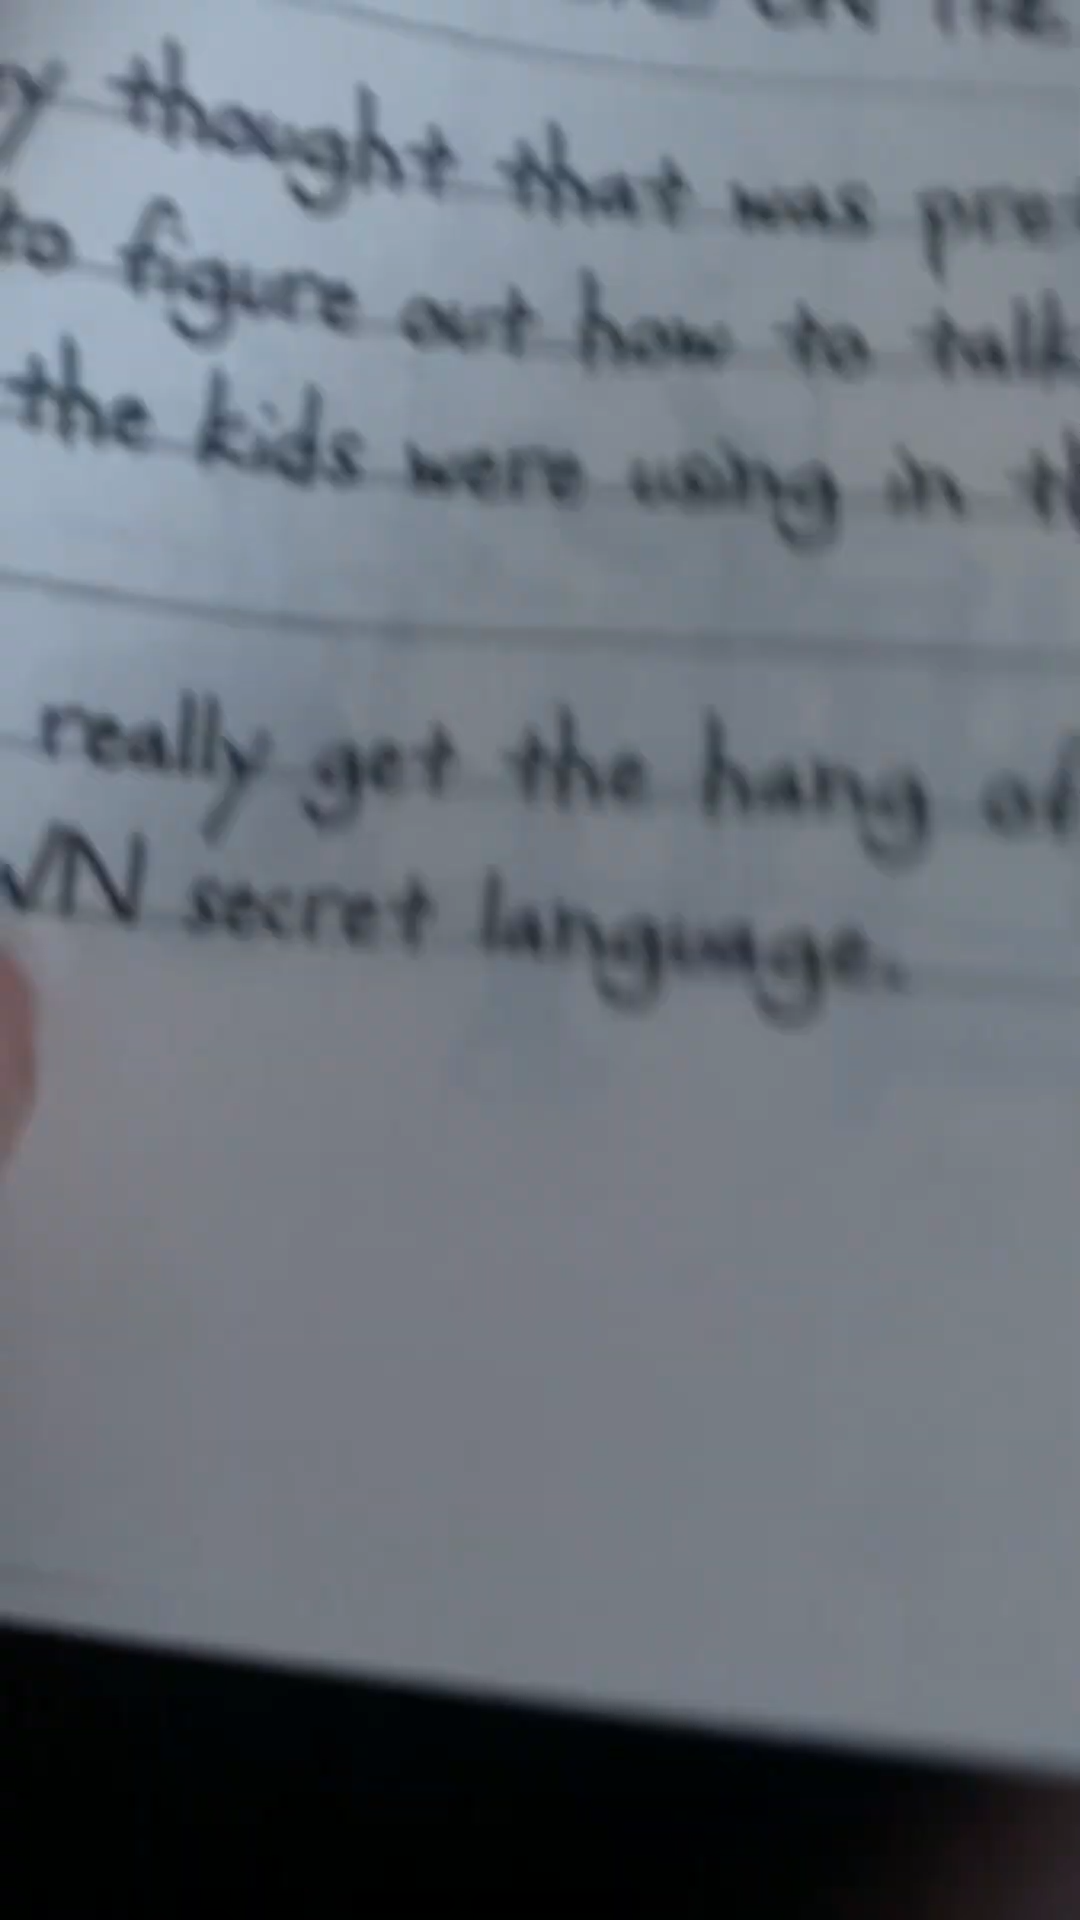 thought that was
to figure out how to talk
the kids were using in
really get the hang of
secret language.